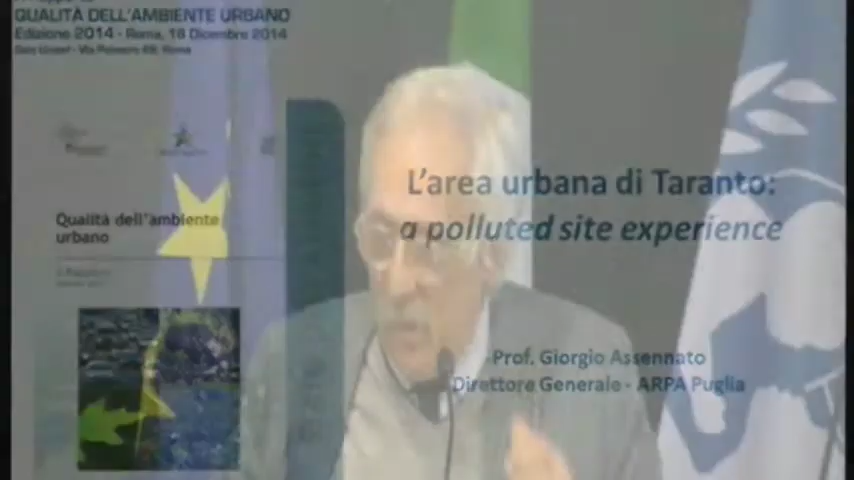 QUALITÀ DELL'AMBIENTE URBANO
Edizione 2014 - Roma, 18 Dicembre 2014
Roma
L'area urbana di Taranto:
a polluted site experience
Qualità dell'ambiente
urbano
Prof. Giorgio Assennato
Direttore Generale - ARPA Puglia